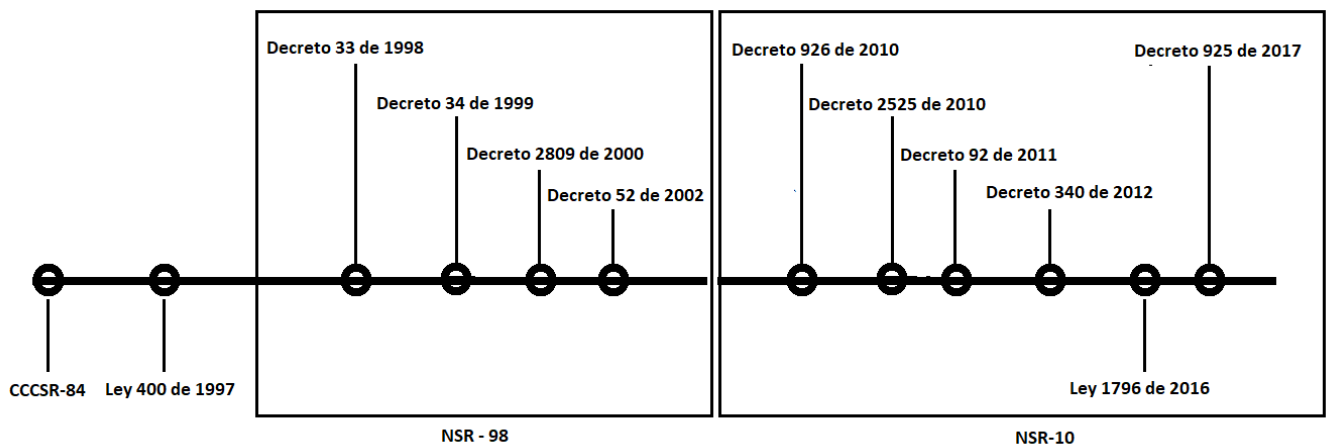 Decreto 33 de 1998
Decreto 926 de 2010
Decreto 925 de 2017
Decreto 34 de 1999
Decreto 2525 de 2010
Decreto 2809 de 2000
Decreto 92 de 2011
Decreto 52 de 2002
Decreto 340 de 2012
CCCSR-84
Ley 400 de 1997
Ley 1796 de 2016
NSR - 98
NSR-10